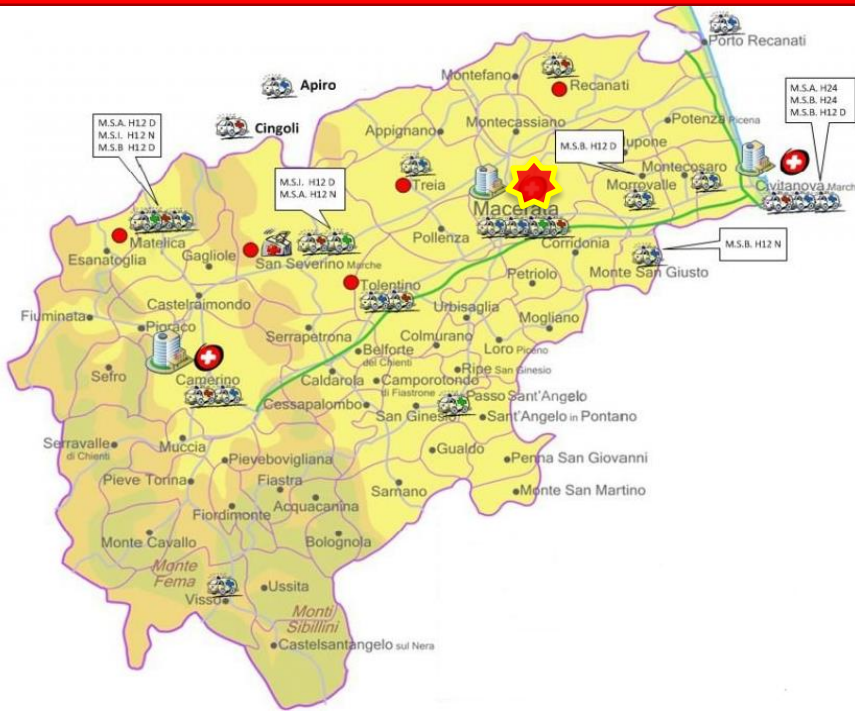 Porto Recanati
Montefano
Recanati
Apiro
M.S.A. H24
M.S.B. H24
M.S.B. H12 D
Cingoli
M.S.A. H12 D
M.S.I. H12 N
M.S.B H12 D
Appignano
Montecassiano
Potenza Picena
M.S.B. H12 D
lupone
M.S.I. H12 D
M.S.A. H12 N
Treia
Montecosaro
Morrovalle
Civitanova March
Macerata
Matelica
Esanatoglia
Gagliole
San Severino Marche
Pollenza
Corridonia
M.S.B. H12 N
Monte San Giusto
Tolentino
Petriolo
Castelraimondo
Urbisaglia
Fiuminata
Pioraco
Mogliano
Serrapetrona
Colmurano
Loro Piceno
Belforte
del Chienti
Sefro
Camerino
Caldarola
Camporotondo
di Fiastrone
Ripe San Ginesio
Cessapalombo
Passo Sant'Angelo
San Ginesio
Sant'Angelo in Pontano
Serravalle
di Chienti
Muccia
Gualdo
Pievebovigliana
Penna San Giovanni
Pieve Torina
Fiastra
Sarnano
Monte San Martino
Fiordimonte
Acquacanina
Monte Cavallo
Bolognola
Monte
Fema
Ussita
Visso
Monti
Sibillini
Castelsantangelo sul Nera